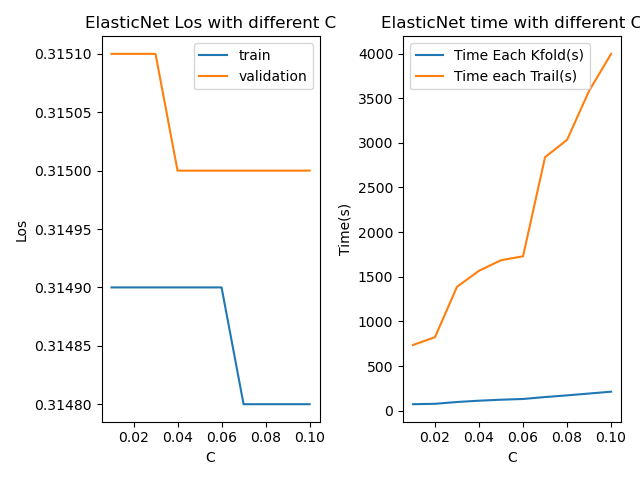 ElasticNet Los with different C
train
validation
0.31510
0.31505
0.31500
0.31495
0.31490
0.31485
0.31480
Los
0.02 0.04 0.06 0.08 0.10
C
ElasticNet time with different C
Time Each Kfold(s)
Time each Trail(s)
4000
3500
3000
2500
2000
1500
1000
500
0
Time(s)
0.02 0.04 0.06 0.08 0.10
C